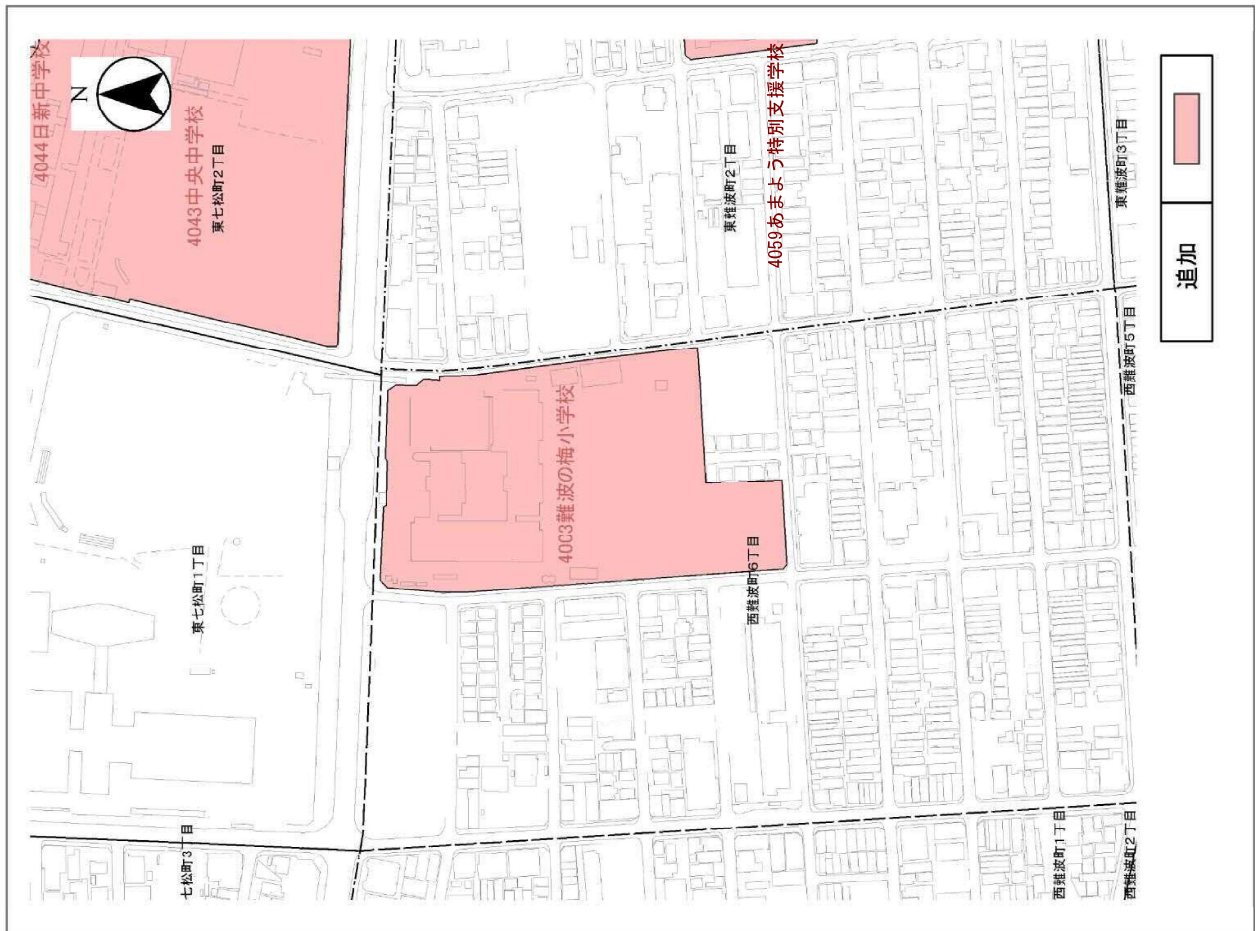 4044日新中学校
N
4043中央中学校
東七松町2丁目
東難波町2丁目
4059あまよう特別支援学校
東難波町3丁目
追加
西難波町5丁目
4003難波の梅小学校
東七松町1丁目
西難波町6丁目
七松町3丁目
西難波町1丁目
西難波町2丁目